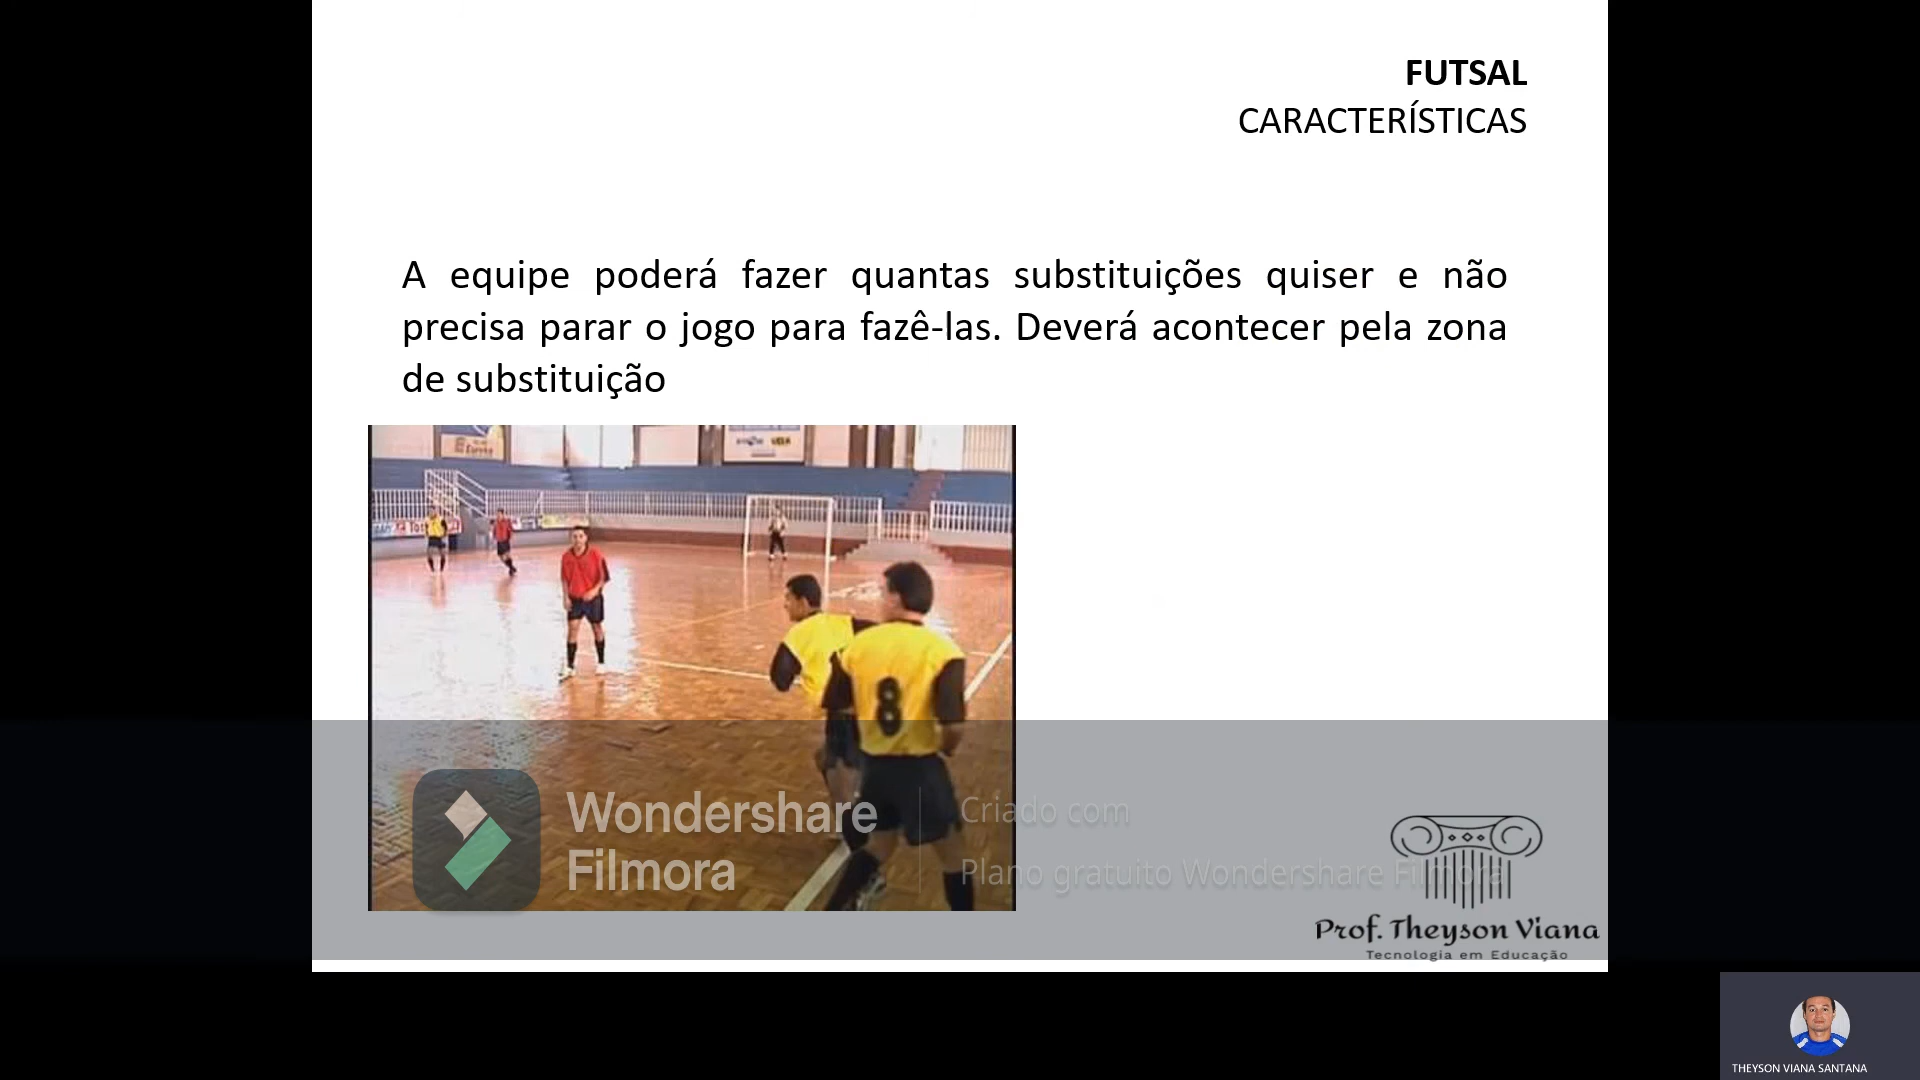 FUTSAL
CARACTERÍSTICAS
A equipe poderá fazer quantas substituições quiser e não
precisa parar o jogo para fazê-las. Deverá acontecer pela zona
de substituição
8
Wondershare
Filmora
Criado com
Plano gratuito Wondershare Filmora
Prof. Theyson Viana
Tecnologia em Educação
THEYSON VIANA SANTANA